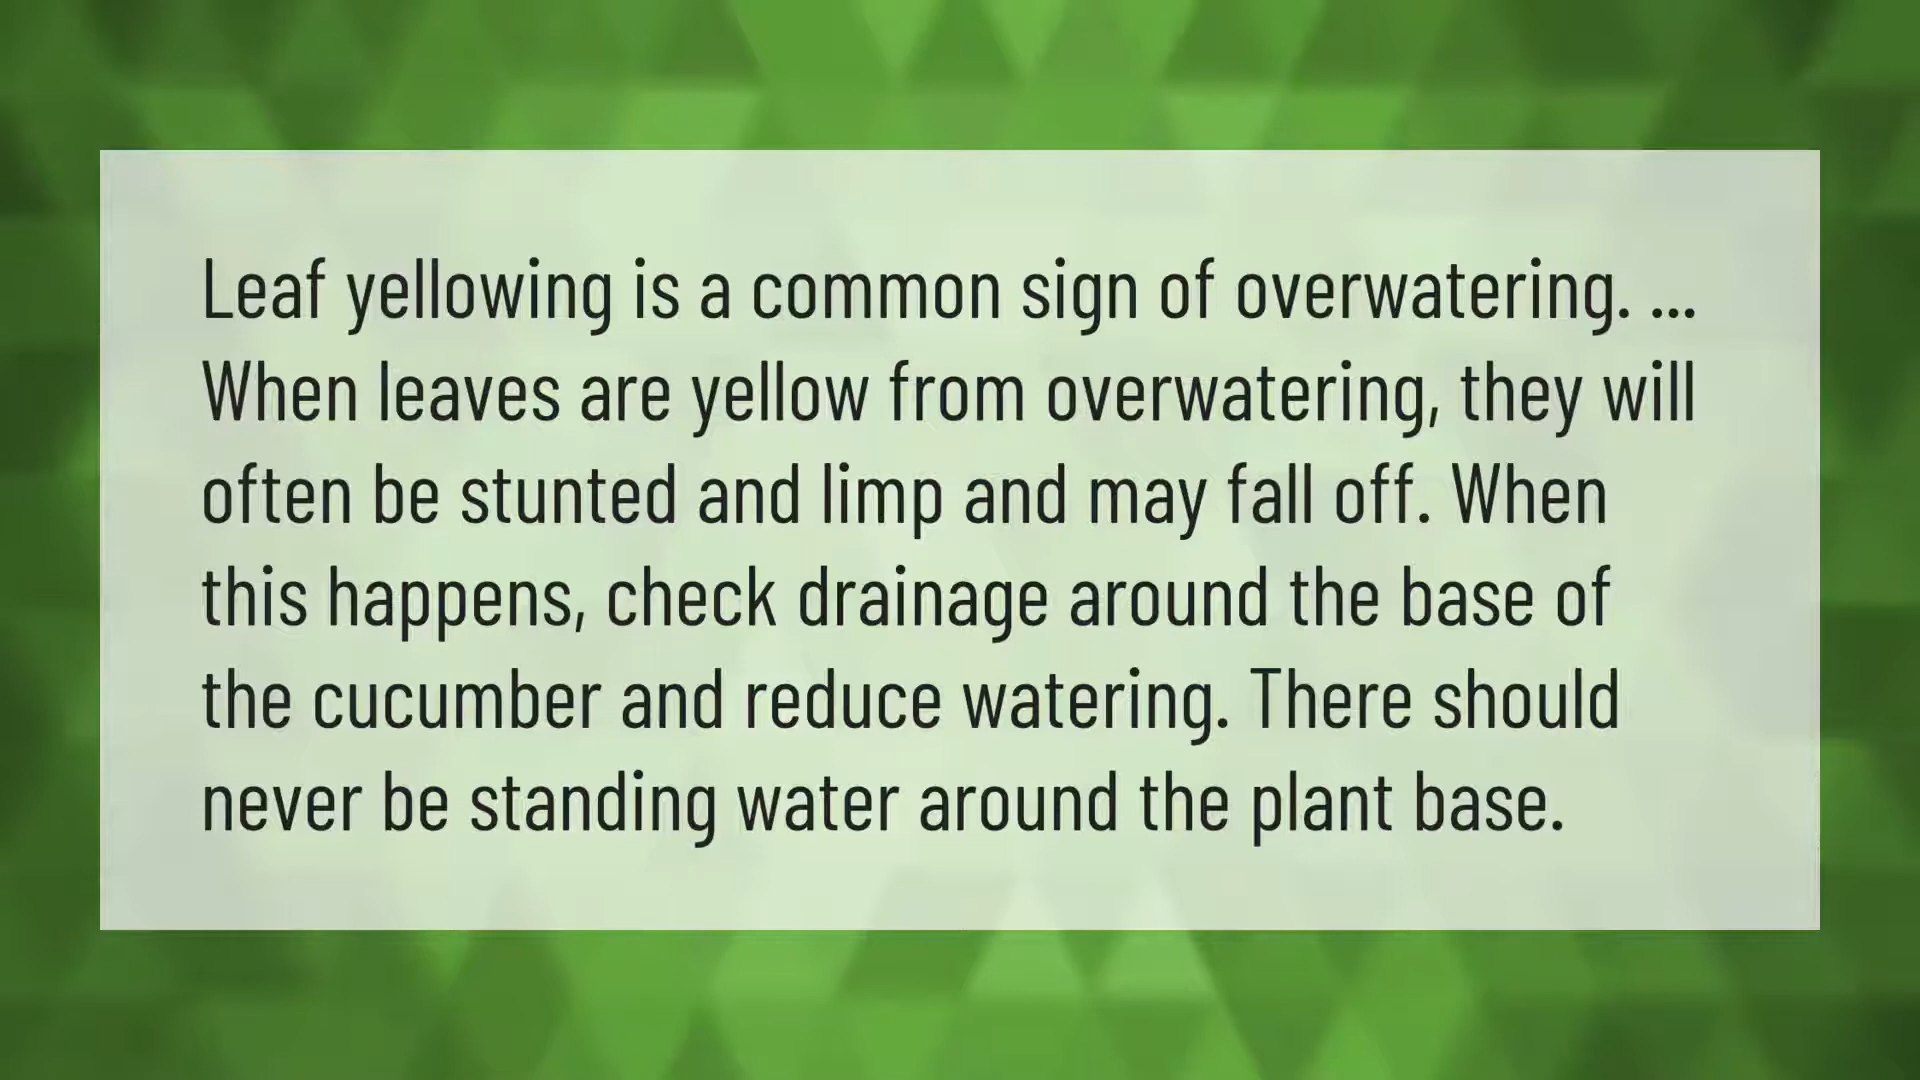 Leaf yellowing is a common sign of overwatering. ...
When leaves are yellow from overwatering, they will
often be stunted and limp and may fall off. When
this happens, check drainage around the base of
the cucumber and reduce watering. There should
never be standing water around the plant base.